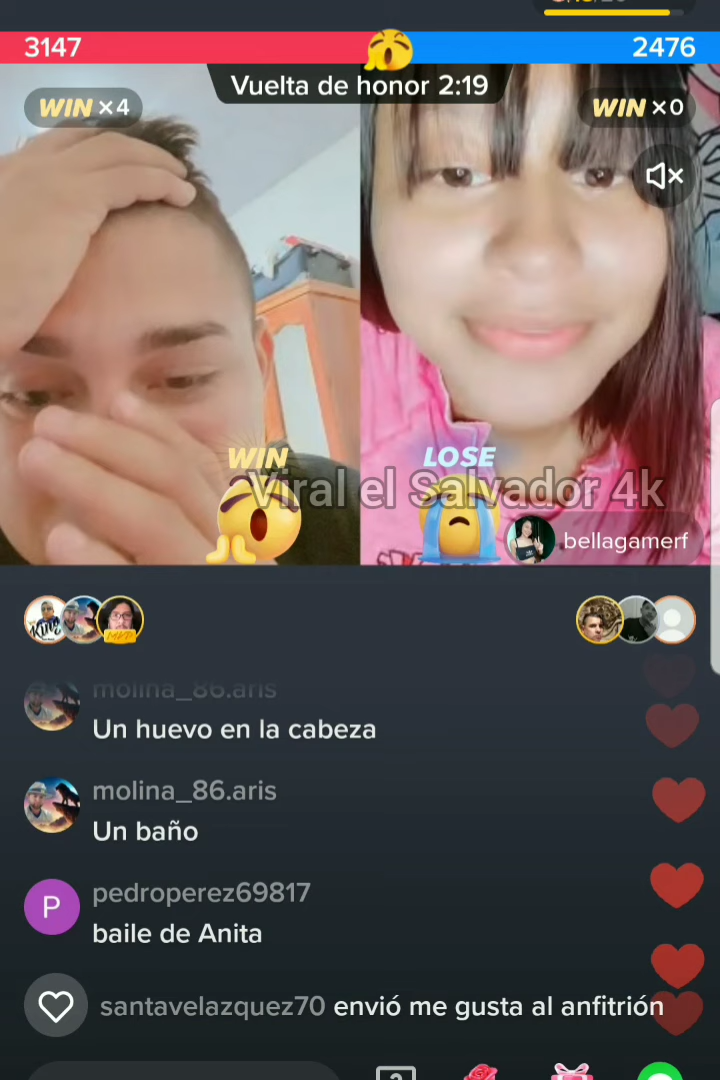 3147
2476
Vuelta de honor 2:19
WIN ×4
WIN ×0
WIN
LOSE
Viral el Salvador 4k
bellagamerf
MVP
molina_86.aris
Un huevo en la cabeza
molina_86.aris
Un baño
P
pedroperez69817
baile de Anita
santavelazquez70 envió me gusta al anfitrión